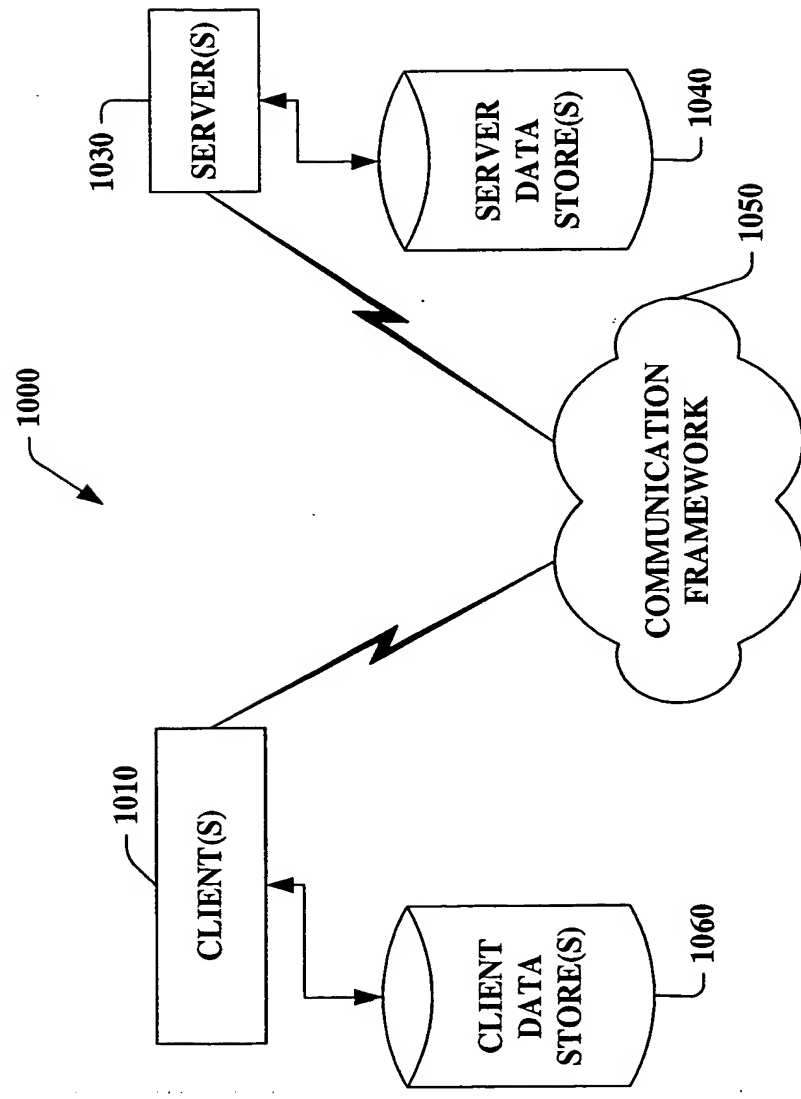 1000
1010
CLIENT(S)
1030
SERVER(S)
CLIENT
DATA
STORE(S)
1060
SERVER
DATA
STORE(S)
1040
COMMUNICATION
FRAMEWORK
1050